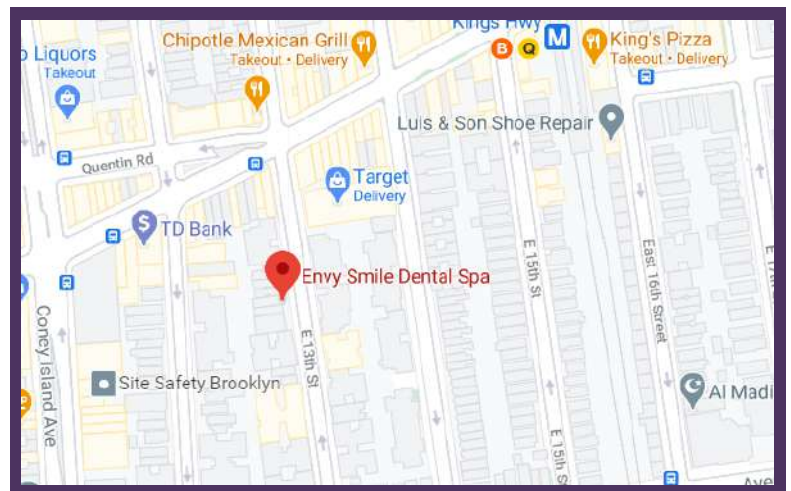 Kings Hwy
M
B Q
Chipotle Mexican Grill
Takeout • Delivery
King's Pizza
Takeout • Delivery
Liquors
Takeout
Luis & Son Shoe Repair
Quentin Rd
Target
Delivery
$
TD Bank
Envy Smile Dental Spa
E 15th St
East 16th Street
E 13th St
Coney Island Ave
Site Safety Brooklyn
Al Madi
E 15th St
Ave